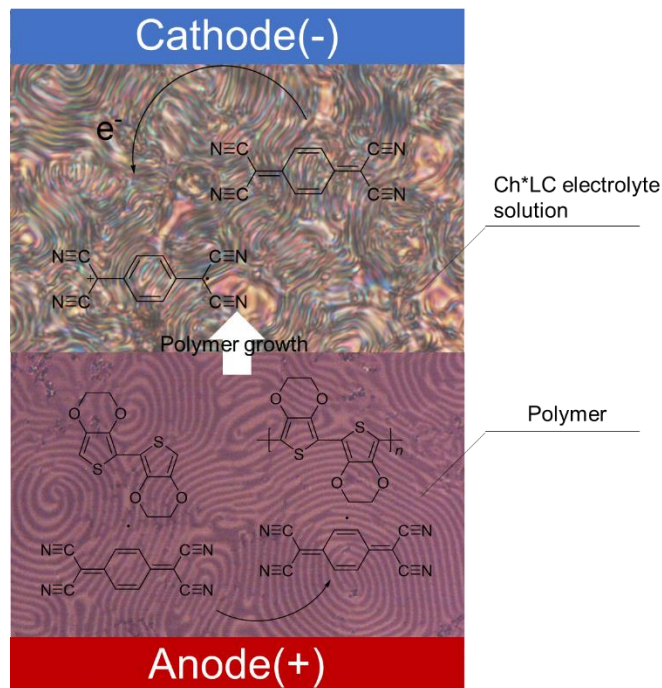 Cathode(-)
e-
N≡C C≡N
N≡C C≡N
Ch*LC electrolyte
solution
N≡C C≡N
+ ·
N≡C C≡N
Polymer growth
O O
S
S
O O
O O
S
S
n
O O
Polymer
·
·
N≡C C≡N
N≡C C≡N
N≡C C≡N
N≡C C≡N
Anode(+)